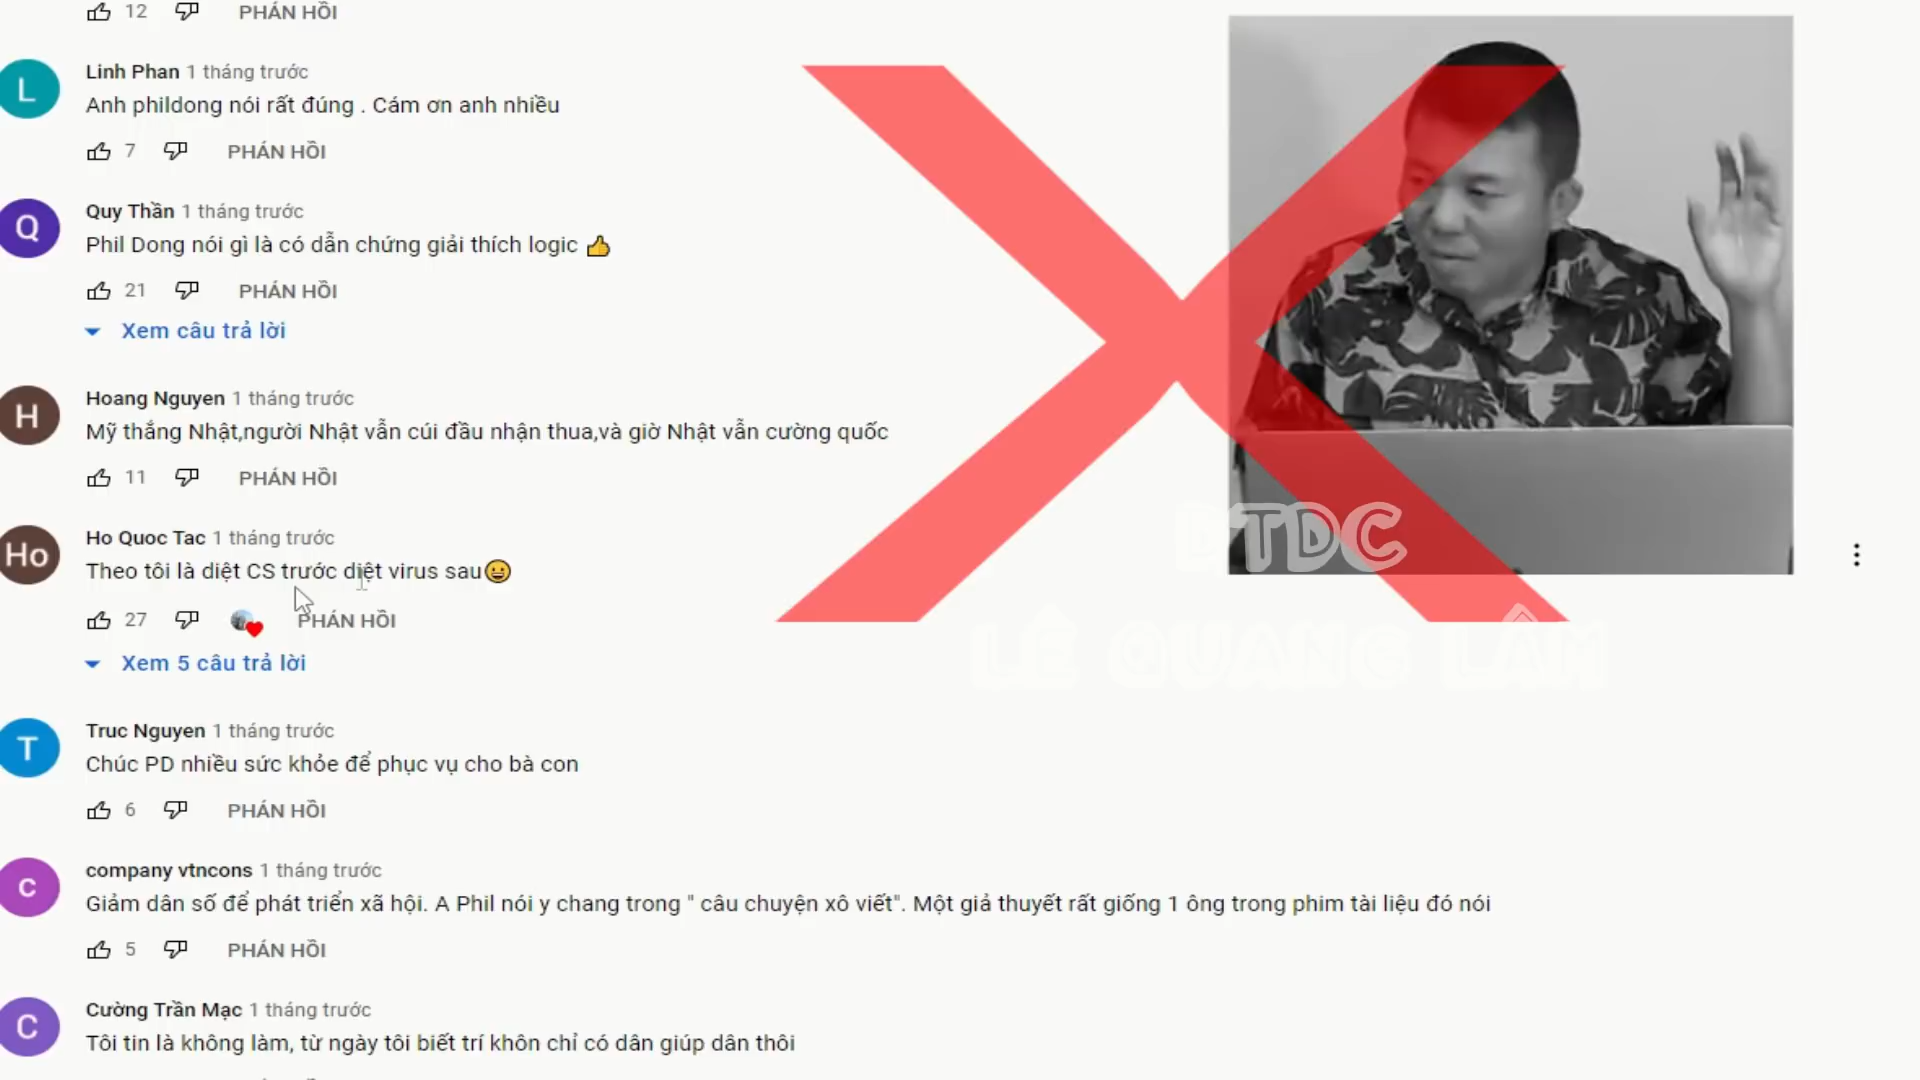 12 PHẢN HỒI
Linh Phan 1 tháng trước
Anh phildong nói rất đúng . Cám ơn anh nhiều
7 PHẢN HỒI
Quy Thần 1 tháng trước
Phil Dong nói gì là có dẫn chứng giải thích logic 👍
21 PHẢN HỒI
Xem câu trả lời
Hoang Nguyen 1 tháng trước
Mỹ thắng Nhật,người Nhật vẫn cúi đầu nhận thua,và giờ Nhật vẫn cường quốc
11 PHẢN HỒI
Ho Quoc Tac 1 tháng trước
Theo tôi là diệt CS trước diệt virus sau😀
27 PHẢN HỒI
Xem 5 câu trả lời
Truc Nguyen 1 tháng trước
Chúc PD nhiều sức khỏe để phục vụ cho bà con
6 PHẢN HỒI
company vtncons 1 tháng trước
Giảm dân số để phát triển xã hội. A Phil nói y chang trong " câu chuyện xô viết". Một giả thuyết rất giống 1 ông trong phim tài liệu đó nói
5 PHẢN HỒI
Cường Trần Mạc 1 tháng trước
Tôi tin là không làm, từ ngày tôi biết trí khôn chỉ có dân giúp dân thôi
L
Q
H
Ho
T
c
C
DTDC
LÊ QUANG LÂM